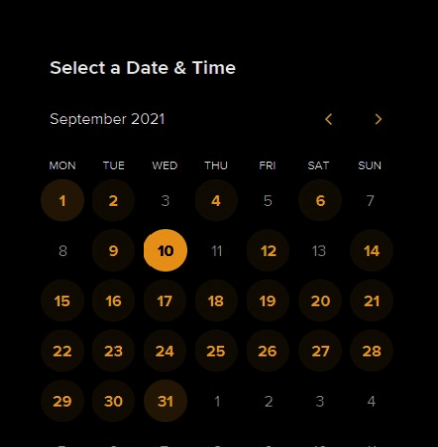 Select a Date & Time
September 2021
MON TUE WED THU FRI SAT SUN
1 2 3 4 5 6 7
8 9 10 11 12 13 14
15 16 17 18 19 20 21
22 23 24 25 26 27 28
29 30 31 1 2 3 4